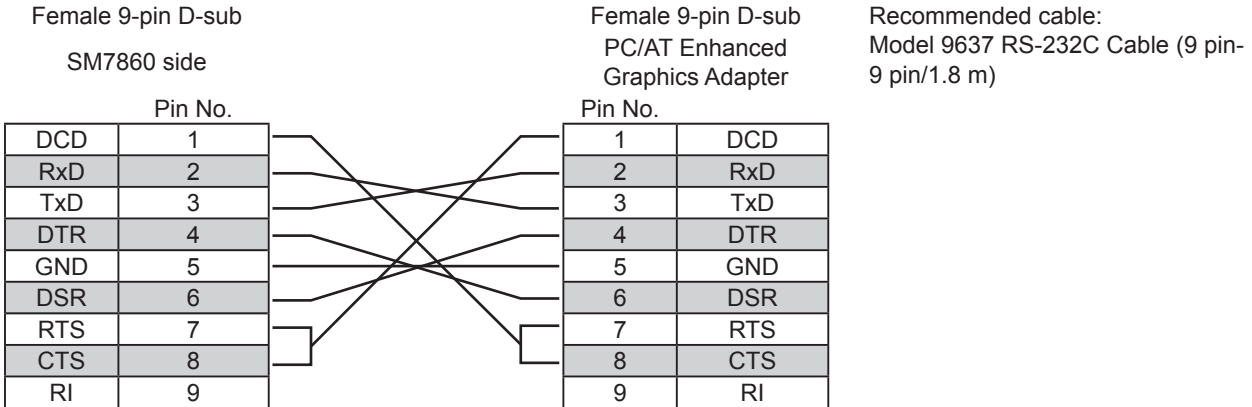 Female 9-pin D-sub
SM7860 side
Pin No.
DCD 1
RxD 2
TxD 3
DTR 4
GND 5
DSR 6
RTS 7
CTS 8
RI 9
Female 9-pin D-sub
PC/AT Enhanced
Graphics Adapter
Pin No.
1 DCD
2 RxD
3 TxD
4 DTR
5 GND
6 DSR
7 RTS
8 CTS
9 RI
Recommended cable:
Model 9637 RS-232C Cable (9 pin-
9 pin/1.8 m)